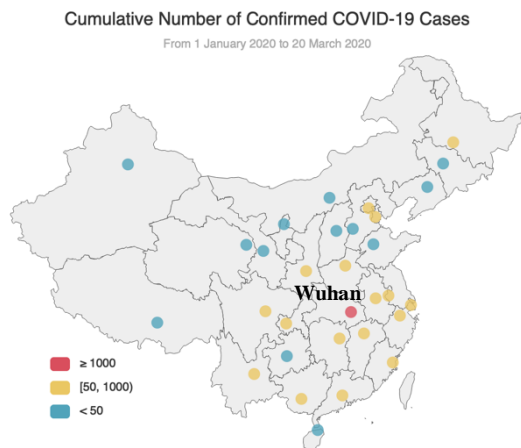 Cumulative Number of Confirmed COVID-19 Cases
From 1 January 2020 to 20 March 2020
Wuhan
≥ 1000
[50, 1000)
< 50